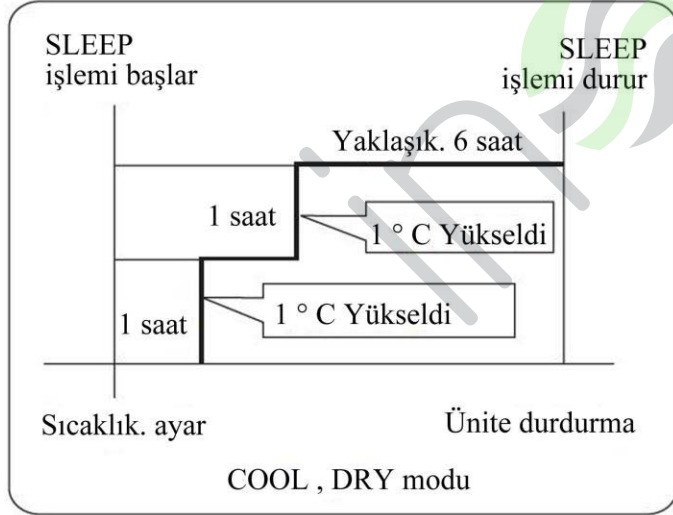 SLEEP
işlemi başlar
SLEEP
işlemi durur
Yaklaşık. 6 saat
1 saat
1 ° C Yükseldi
1 saat
1 ° C Yükseldi
Sıcaklık. ayar
Ünite durdurma
COOL , DRY modu